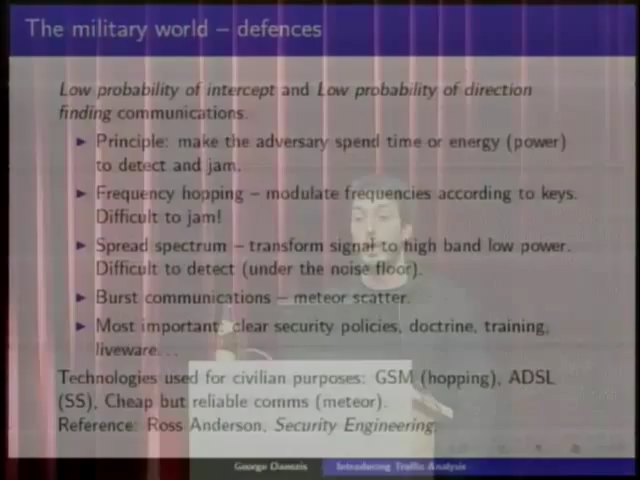 The military world – defences
Low probability of intercept and Low probability of direction
finding communications.
▶ Principle: make the adversary spend time or energy (power)
to detect and jam.
▶ Frequency hopping – modulate frequencies according to keys.
Difficult to jam!
▶ Spread spectrum – transform signal to high band low power.
Difficult to detect (under the noise floor).
▶ Burst communications – meteor scatter.
▶ Most important: clear security policies, doctrine, training,
liveware...
Technologies used for civilian purposes: GSM (hopping), ADSL
(SS), Cheap but reliable comms (meteor).
Reference: Ross Anderson, Security Engineering.
George Danezis Introducing Traffic Analysis